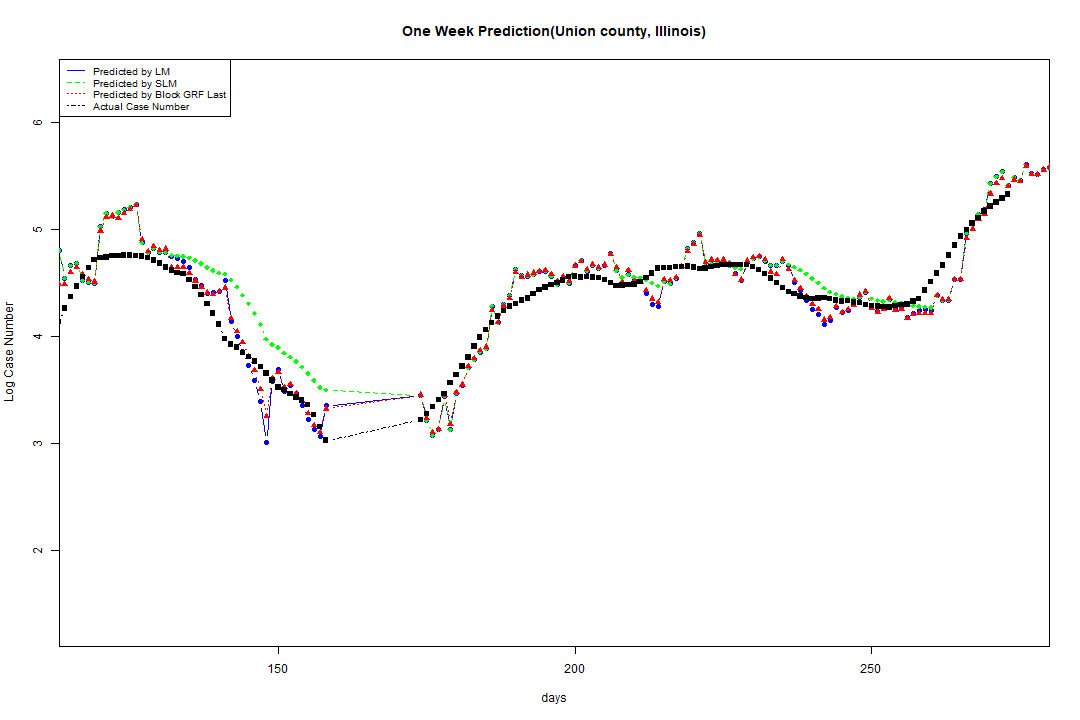 One Week Prediction(Union county, Illinois)
Predicted by LM
Predicted by SLM
Predicted by Block GRF Last
Actual Case Number
6
5
4
3
2
Log Case Number
150
200
250
days